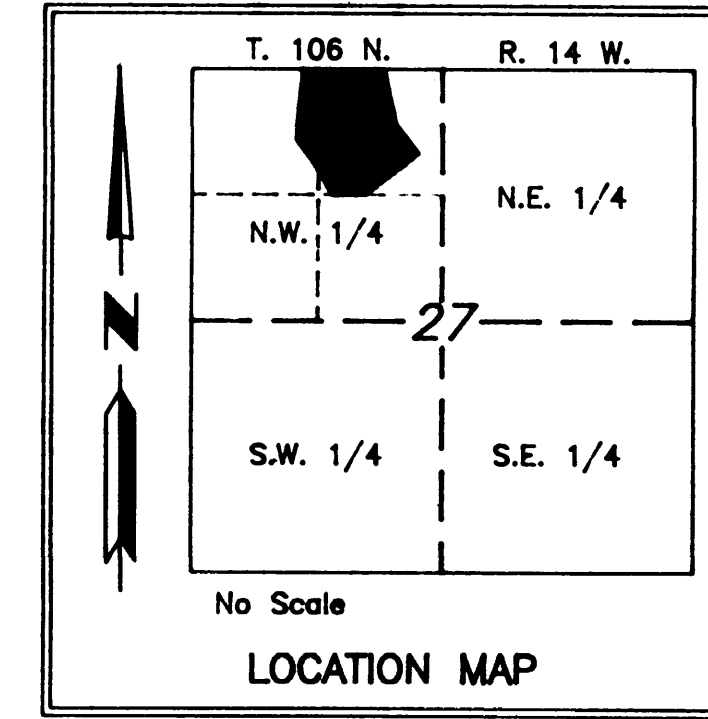 T. 106 N. R. 14 W.
N.E. 1/4
N.W. 1/4
N
27
S.W. 1/4 S.E. 1/4
No Scale
LOCATION MAP